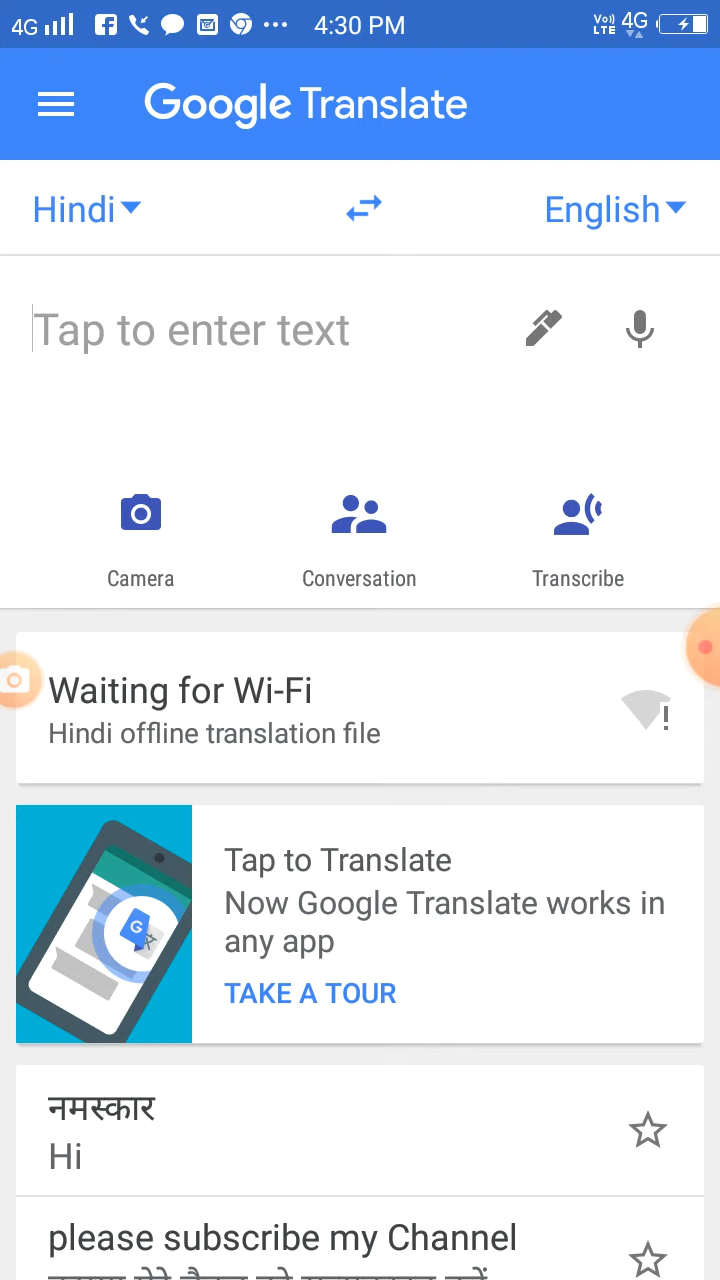 4G 4:30 PM Vo)) LTE 4G
Google Translate
Hindi English
Tap to enter text
Camera Conversation Transcribe
Waiting for Wi-Fi
Hindi offline translation file
Tap to Translate
Now Google Translate works in
any app
TAKE A TOUR
नमस्कार
Hi
please subscribe my Channel